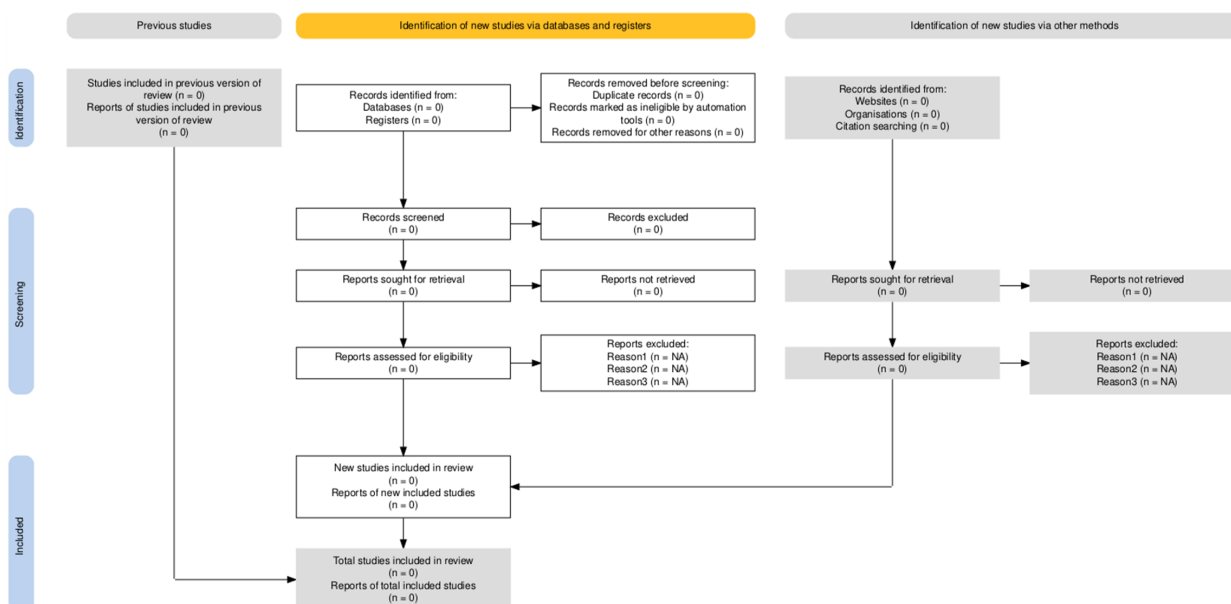 Previous studies
Identification of new studies via databases and registers
Identification of new studies via other methods
Identification
Studies included in previous version of
review (n = 0)
Reports of studies included in previous
version of review
(n = 0)
Records identified from:
Databases (n = 0)
Registers (n = 0)
Records removed before screening:
Duplicate records (n = 0)
Records marked as ineligible by automation
tools (n = 0)
Records removed for other reasons (n = 0)
Records identified from:
Websites (n = 0)
Organisations (n = 0)
Citation searching (n = 0)
Screening
Records screened
(n = 0)
Records excluded
(n = 0)
Reports sought for retrieval
(n = 0)
Reports not retrieved
(n = 0)
Reports sought for retrieval
(n = 0)
Reports not retrieved
(n = 0)
Reports assessed for eligibility
(n = 0)
Reports excluded:
Reason1 (n = NA)
Reason2 (n = NA)
Reason3 (n = NA)
Reports assessed for eligibility
(n = 0)
Reports excluded:
Reason1 (n = NA)
Reason2 (n = NA)
Reason3 (n = NA)
Included
New studies included in review
(n = 0)
Reports of new included studies
(n = 0)
Total studies included in review
(n = 0)
Reports of total included studies
(n = 0)